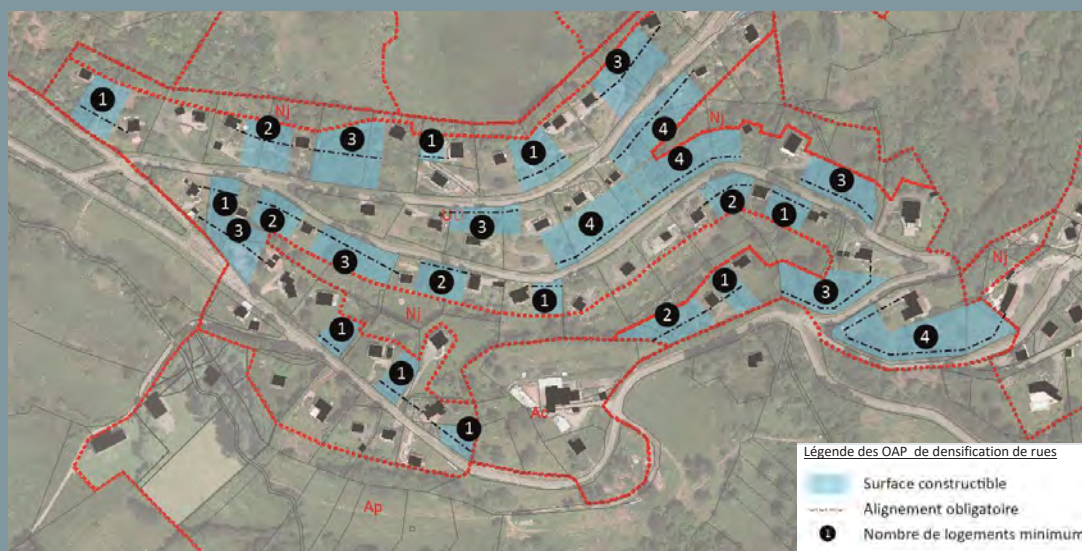 3
1
Nj
Nj
2
4
3
1
1
4
3
1
2
1
2
3
3
4
Nj
3
2
1
3
1
Nj
1
2
4
1
1
Ap
Légende des OAP de densification de rues
Surface constructible
Alignement obligatoire
1 Nombre de logements minimum